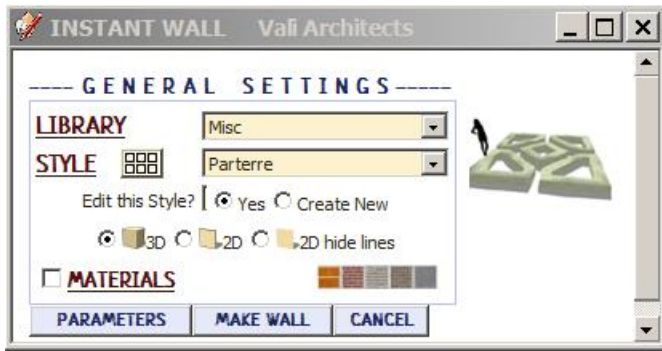 INSTANT WALL Vali Architects
---- GENERAL SETTINGS-----
LIBRARY Misc
STYLE Parterre
Edit this Style? Yes Create New
3D 2D 2D hide lines
MATERIALS
PARAMETERS MAKE WALL CANCEL